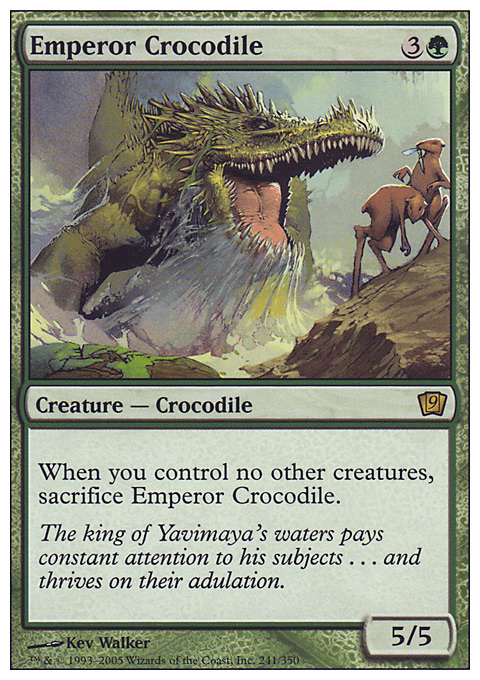 Emperor Crocodile 3
Creature — Crocodile 9
When you control no other creatures,
sacrifice Emperor Crocodile.
The king of Yavimaya's waters pays
constant attention to his subjects . . . and
thrives on their adulation.
5/5
Kev Walker
™ & © 1993–2005 Wizards of the Coast, Inc. 241/350